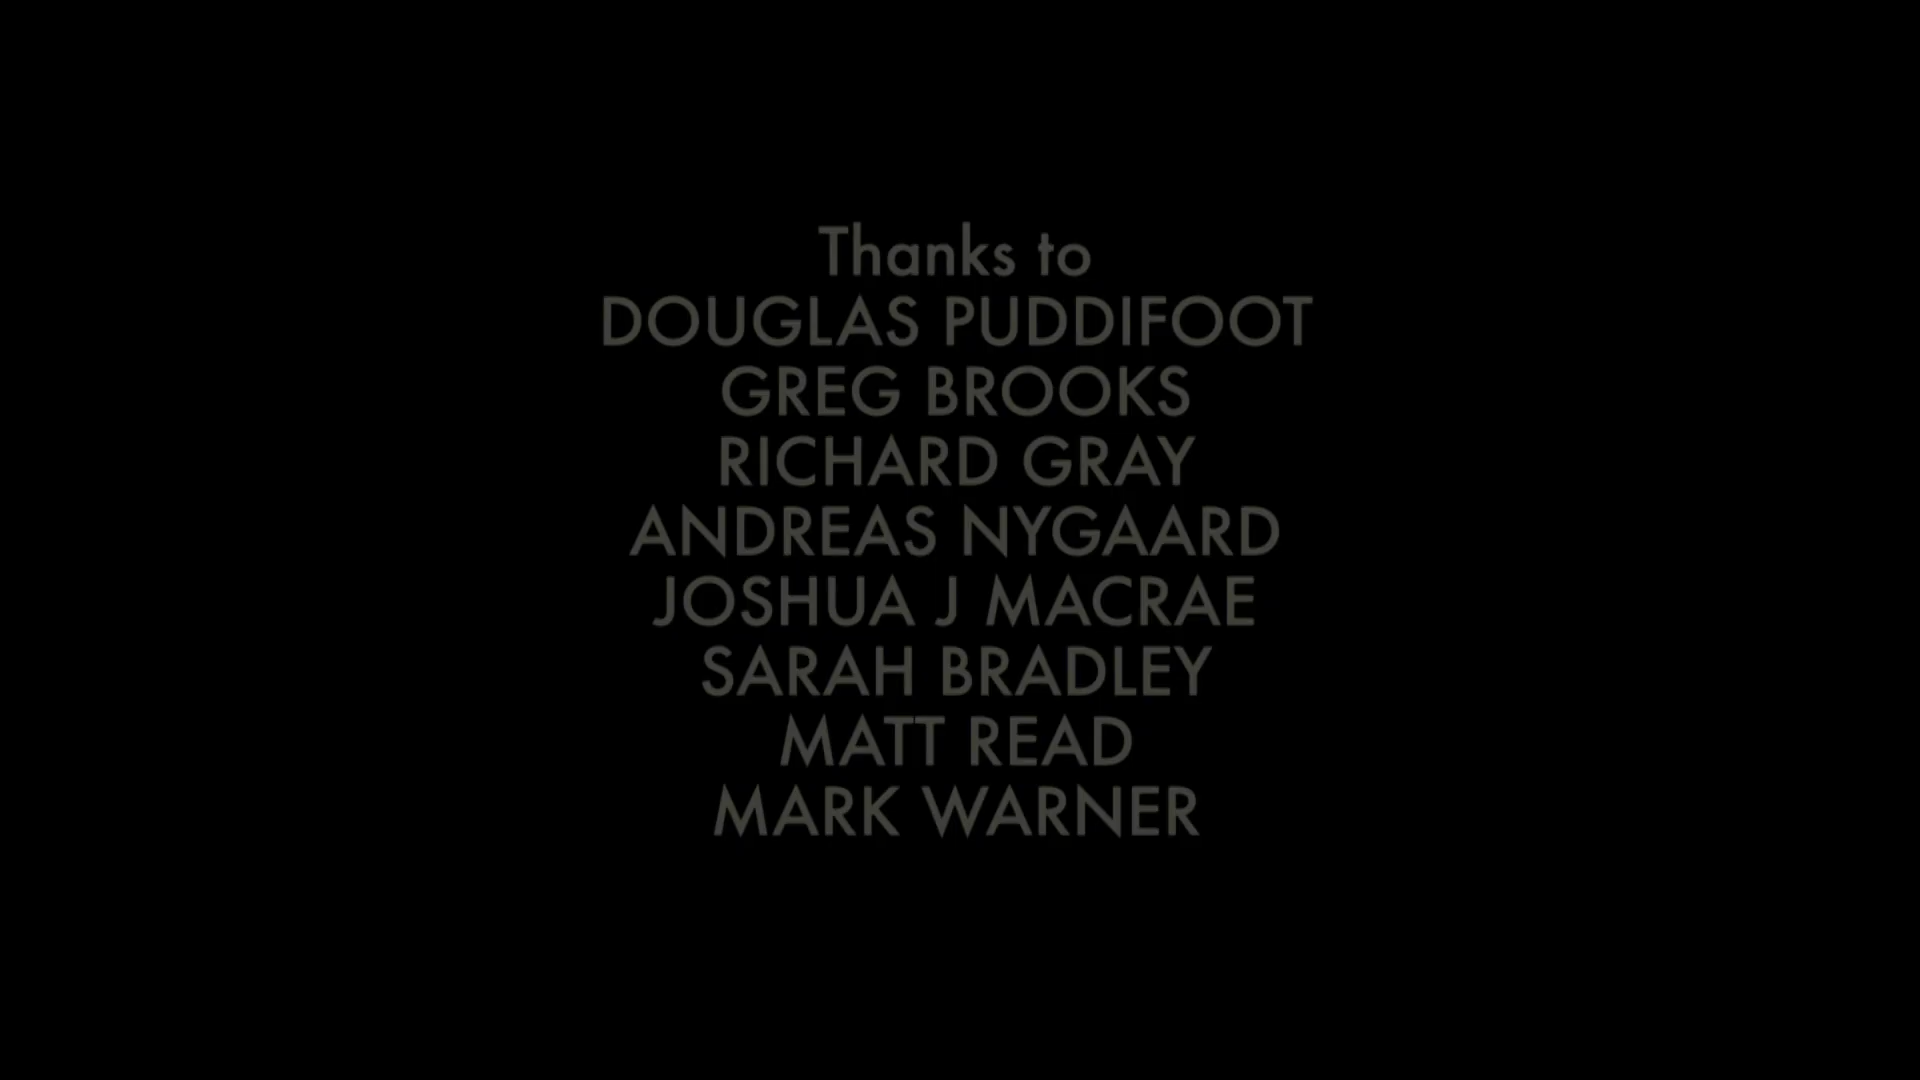 Thanks to
DOUGLAS PUDDIFOOT
GREG BROOKS
RICHARD GRAY
ANDREAS NYGAARD
JOSHUA J MACRAE
SARAH BRADLEY
MATT READ
MARK WARNER